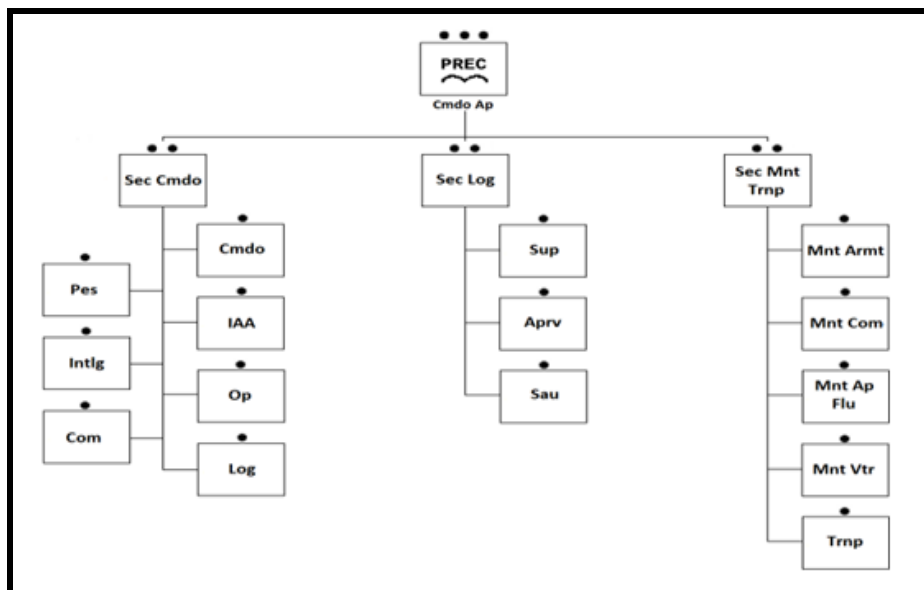 PREC
Cmdo Ap
Sec Cmdo
Sec Log
Sec Mnt
Trnp
Cmdo
Pes
IAA
Intlg
Op
Com
Log
Sup
Aprv
Sau
Mnt Armt
Mnt Com
Mnt Ap
Flu
Mnt Vtr
Trnp